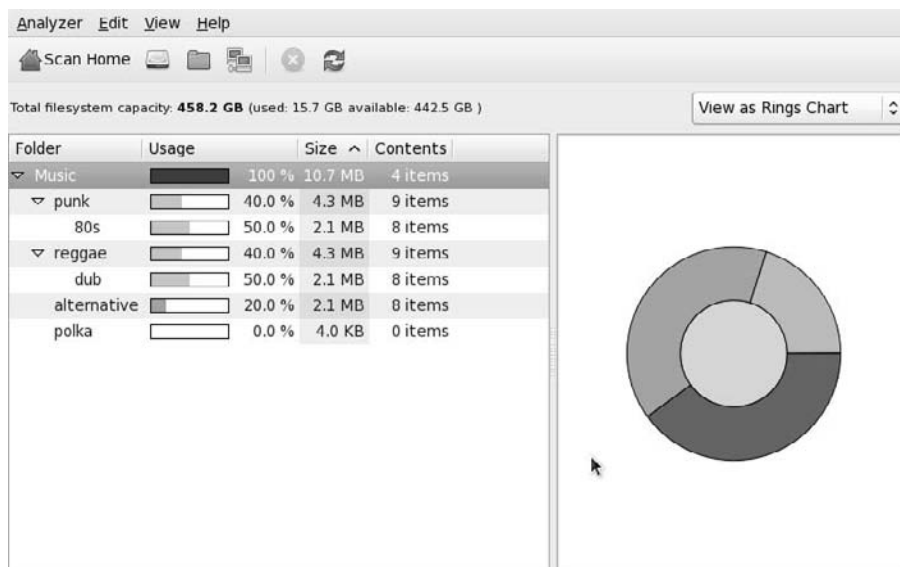 Analyzer Edit View Help
Scan Home
Total filesystem capacity: 458.2 GB (used: 15.7 GB available: 442.5 GB )
View as Rings Chart
Folder Usage Size Contents
Music 100 % 10.7 MB 4 items
punk 40.0 % 4.3 MB 9 items
80s 50.0 % 2.1 MB 8 items
reggae 40.0 % 4.3 MB 9 items
dub 50.0 % 2.1 MB 8 items
alternative 20.0 % 2.1 MB 8 items
polka 0.0 % 4.0 KB 0 items